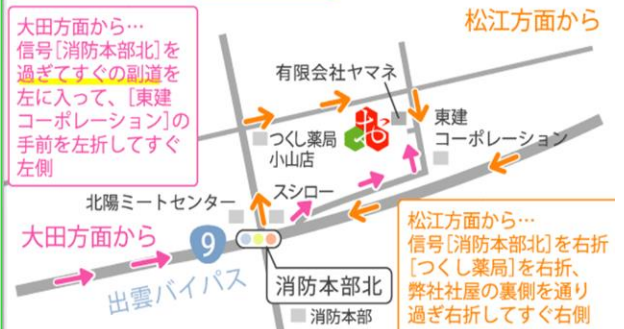 大田方面から…
信号[消防本部北]を
過ぎてすぐの副道を
左に入って、[東建
コーポレーション]の
手前を左折してすぐ
左側
松江方面から
有限会社ヤマネ
お
つくし薬局
小山店
東建
コーポレーション
スシロー
北陽ミートセンター
大田方面から
9
出雲バイパス
消防本部北
消防本部
松江方面から…
信号[消防本部北]を右折
[つくし薬局]を右折、
弊社社屋の裏側を通り
過ぎ右折してすぐ右側